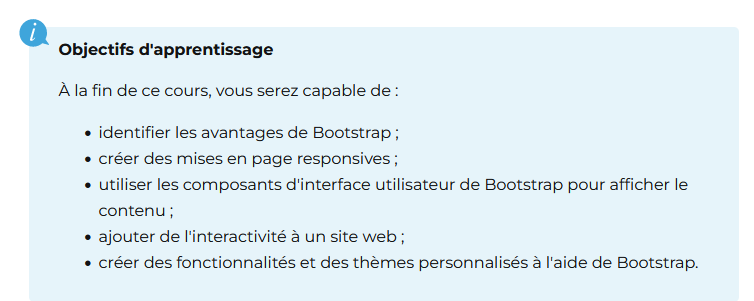 i
Objectifs d'apprentissage
À la fin de ce cours, vous serez capable de :
• identifier les avantages de Bootstrap ;
• créer des mises en page responsives ;
• utiliser les composants d'interface utilisateur de Bootstrap pour afficher le
contenu ;
• ajouter de l'interactivité à un site web ;
• créer des fonctionnalités et des thèmes personnalisés à l'aide de Bootstrap.